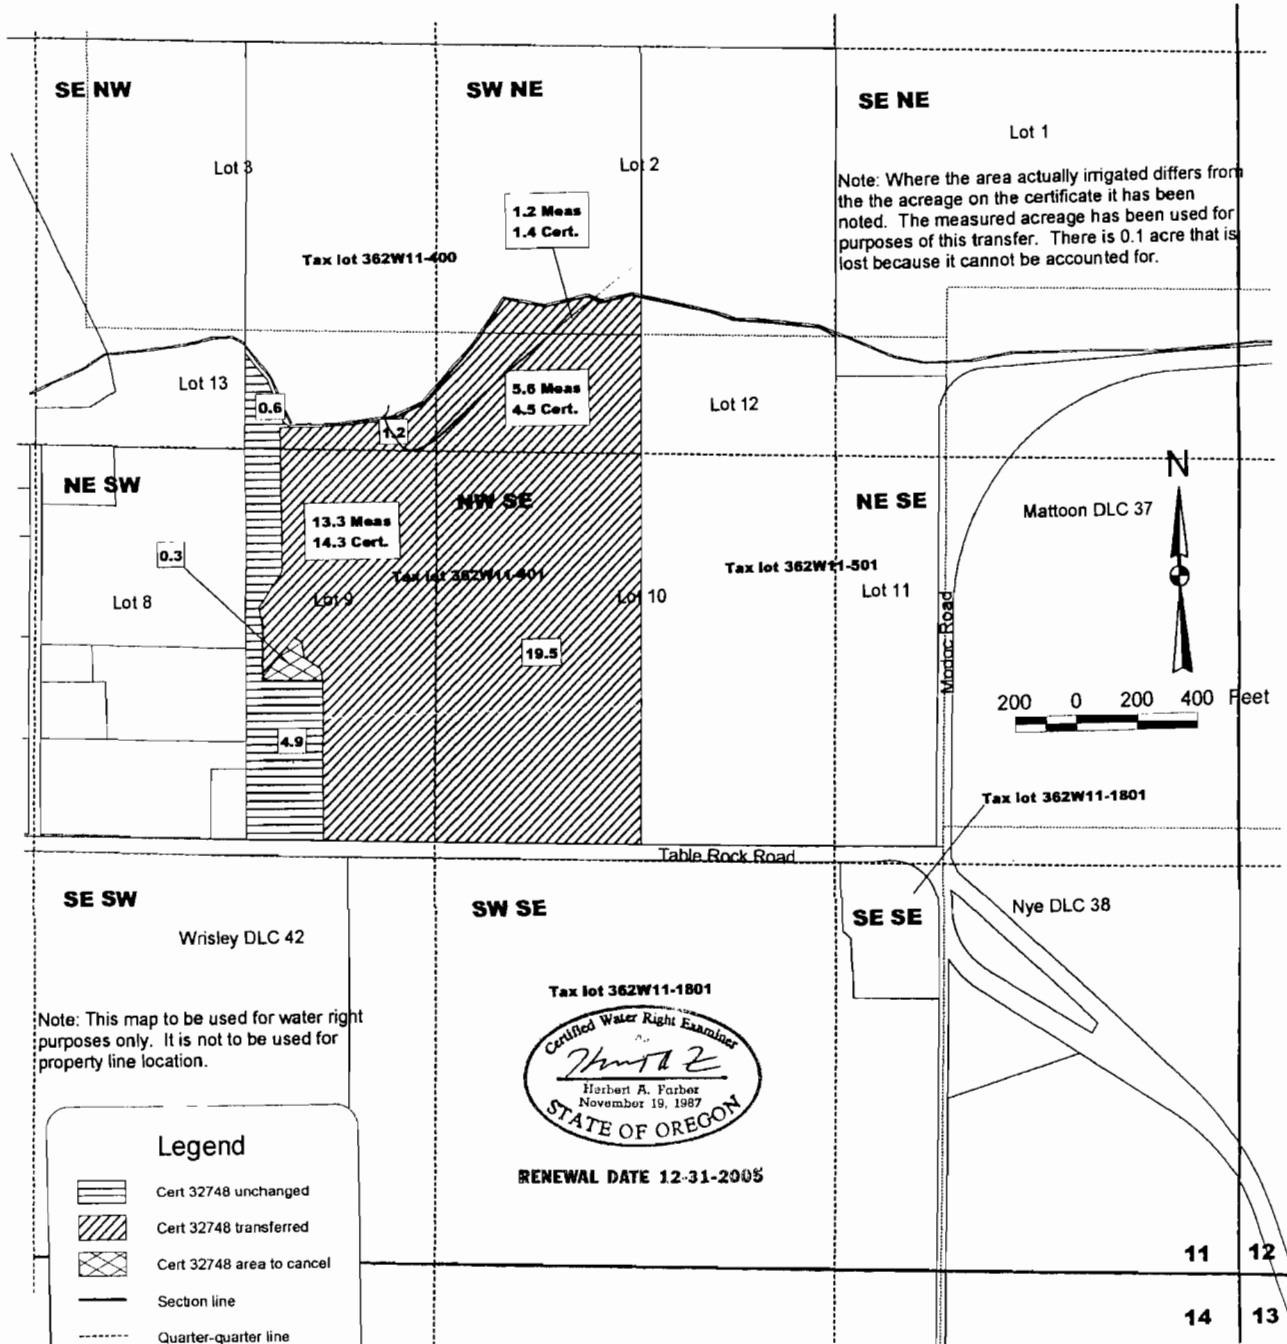 SE NW
SW NE
SE NE
Lot 1
Lot 3
Lot 2
Note: Where the area actually irrigated differs from
the the acreage on the certificate it has been
noted. The measured acreage has been used for
purposes of this transfer. There is 0.1 acre that is
lost because it cannot be accounted for.
1.2 Meas
1.4 Cert.
Tax lot 362W11-400
Lot 13
0.6
5.6 Meas
4.5 Cert.
Lot 12
1.2
NE SW
NW SE
NE SE
N
Mattoon DLC 37
13.3 Meas
14.3 Cert.
0.3
Tax lot 362W11-401
Tax lot 362W11-501
Lot 8
Lot 9
Lot 10
Lot 11
Modoc Road
19.5
200 0 200 400 Feet
4.9
Tax lot 362W11-1801
Table Rock Road
SE SW
SW SE
SE SE
Nye DLC 38
Wrisley DLC 42
Tax lot 362W11-1801
Note: This map to be used for water right
purposes only. It is not to be used for
property line location.
Certified Water Right Examiner
Herbert A. Farber
November 19, 1987
STATE OF OREGON
RENEWAL DATE 12-31-2005
Legend
Cert 32748 unchanged
Cert 32748 transferred
Cert 32748 area to cancel
Section line
Quarter-quarter line
11 12
14 13